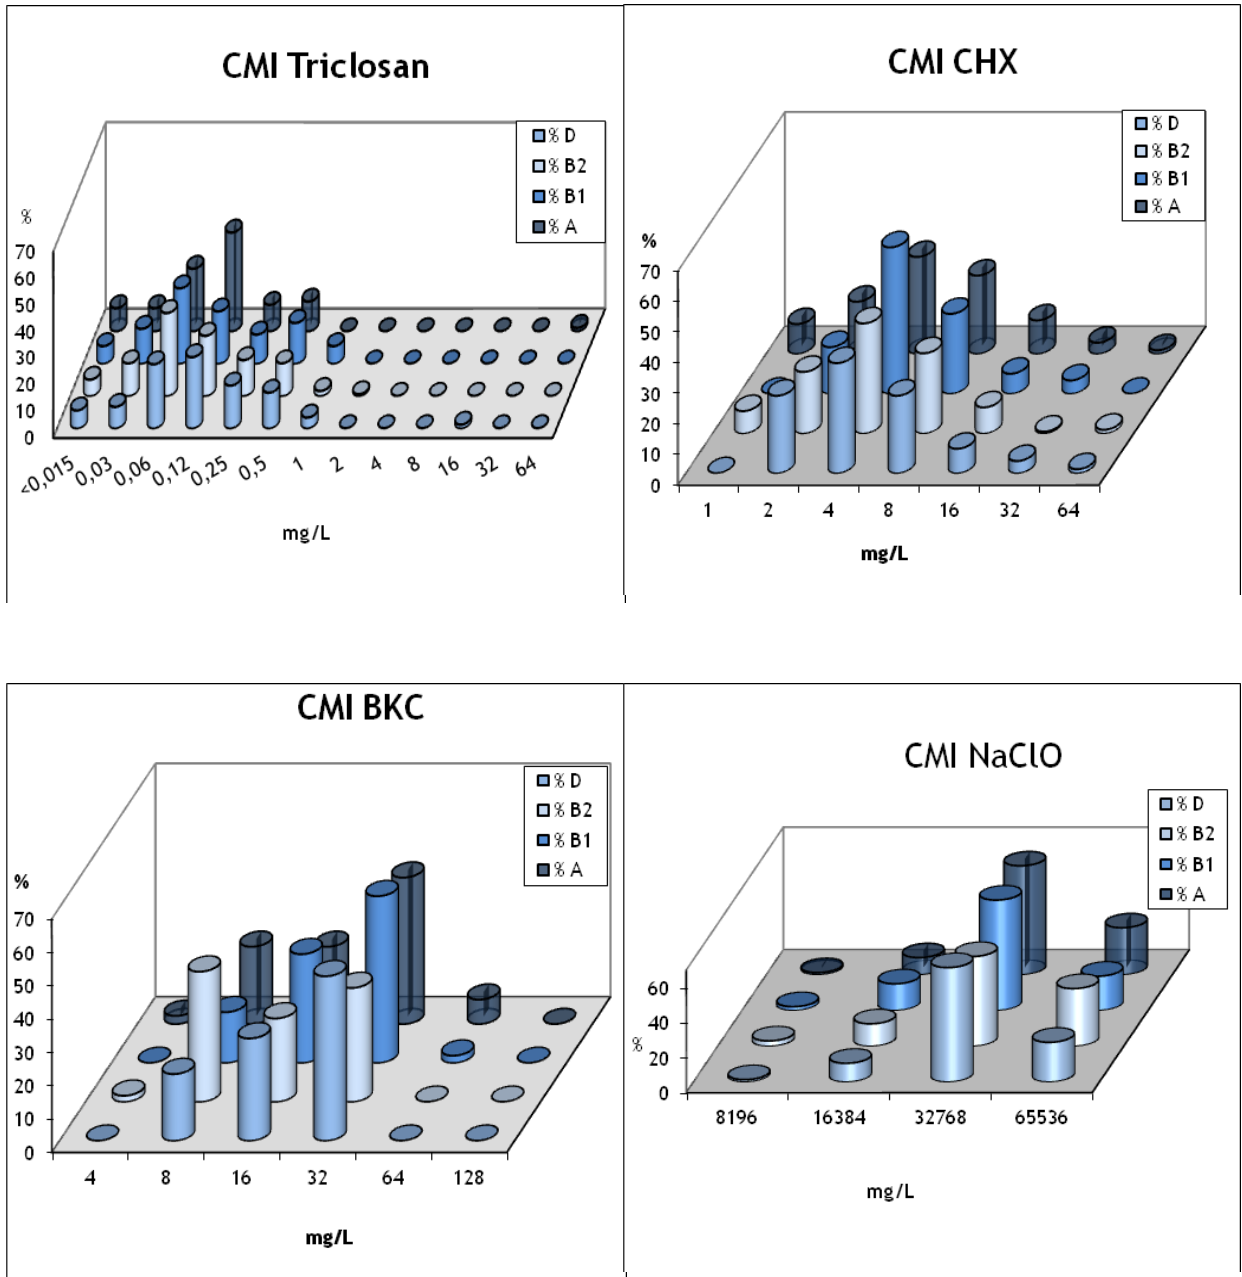 CMI Triclosan
% D
% B2
% B1
% A
%
70
60
50
40
30
20
10
0
<0,015 0,03 0,06 0,12 0,25 0,5 1 2 4 8 16 32 64
mg/L
CMI CHX
% D
% B2
% B1
% A
%
70
60
50
40
30
20
10
0
1 2 4 8 16 32 64
mg/L
CMI BKC
% D
% B2
% B1
% A
%
70
60
50
40
30
20
10
0
4 8 16 32 64 128
mg/L
CMI NaClO
% D
% B2
% B1
% A
60
40
%
20
0
8196 16384 32768 65536
mg/L